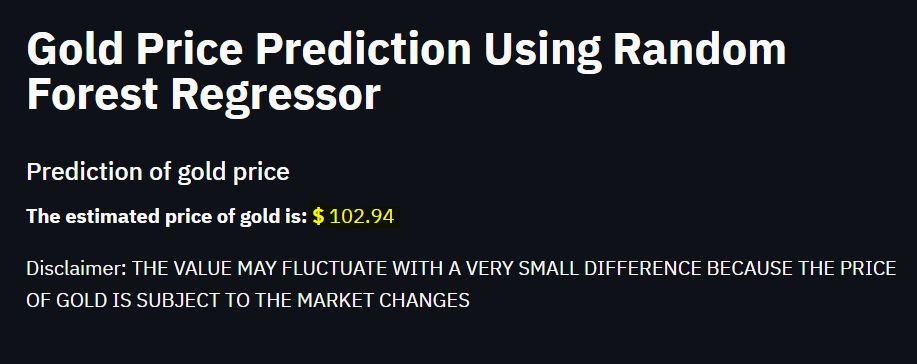 Gold Price Prediction Using Random
Forest Regressor
Prediction of gold price
The estimated price of gold is: $ 102.94
Disclaimer: THE VALUE MAY FLUCTUATE WITH A VERY SMALL DIFFERENCE BECAUSE THE PRICE
OF GOLD IS SUBJECT TO THE MARKET CHANGES